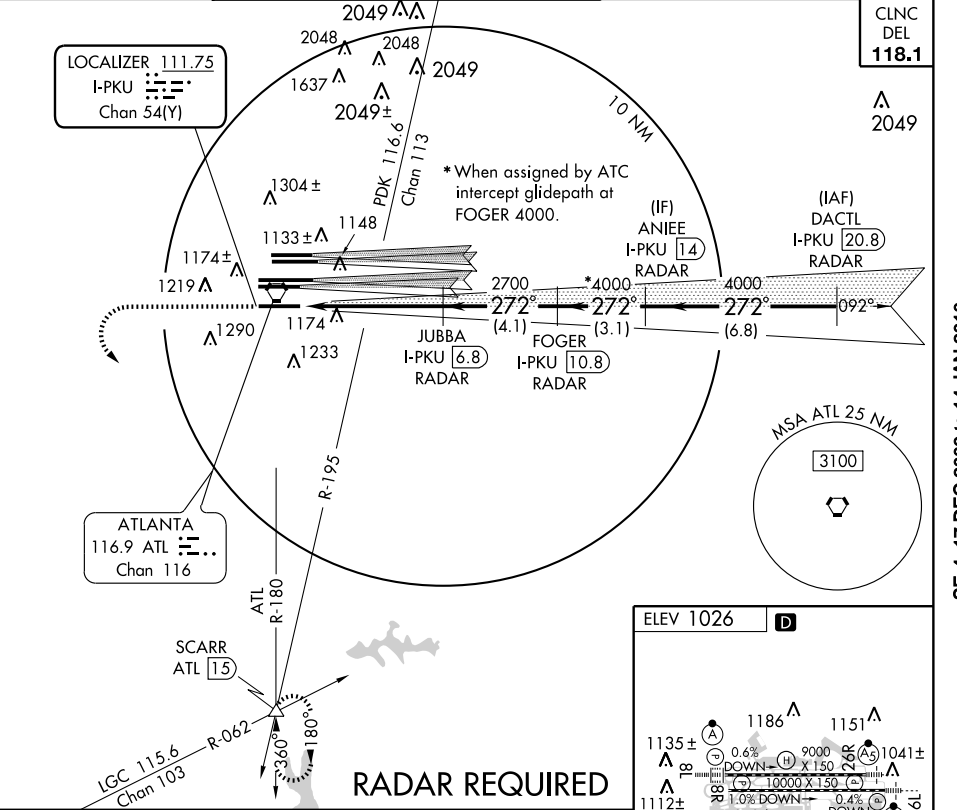 2049
CLNC
DEL
118.1
2048
2048
2049
1637
2049±
LOCALIZER 111.75
I-PKU
Chan 54(Y)
10 NM
2049
PDK 116.6
Chan 113
*When assigned by ATC
intercept glidepath at
FOGER 4000.
1304±
1148
1133±
1174±
1219
(IF)
ANIEE
I-PKU 14
RADAR
(IAF)
DACTL
I-PKU 20.8
RADAR
2700
*4000
4000
272°
272°
272°
092°
(4.1)
(3.1)
(6.8)
1290
1174
1233
JUBBA
I-PKU 6.8
RADAR
FOGER
I-PKU 10.8
RADAR
MSA ATL 25 NM
3100
R-195
ATLANTA
116.9 ATL
Chan 116
ATL
R-180
SCARR
ATL 15
360°
180°
LGC 115.6
Chan 103
R-062
RADAR REQUIRED
ELEV 1026
D
1186
1151
1135±
A
P
0.6%
DOWN
H
9000
X 150
26R
A5
1041±
8L
8R
P
10000 X 150
P
1.0% DOWN
0.4%
1112±